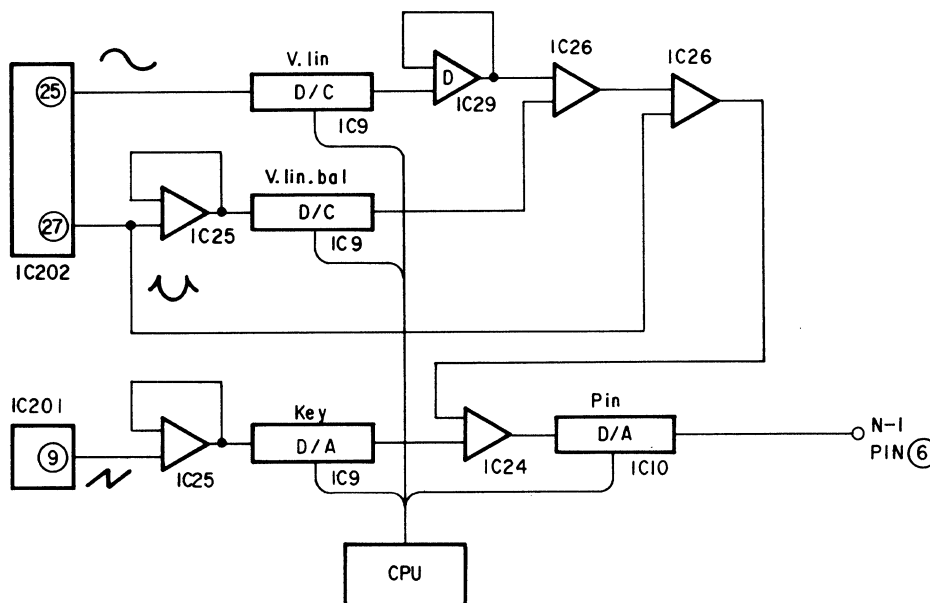 V.lin
D/C
IC9
D
IC29
IC26
IC26
25
27
IC202
IC25
V.lin.bal
D/C
IC9
IC201
9
IC25
Key
D/A
IC9
IC24
Pin
D/A
IC10
N-1
PIN 6
CPU